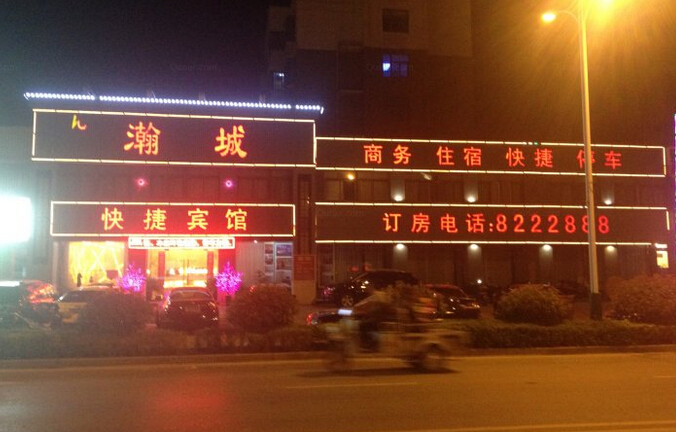 瀚城
快捷宾馆
商务 住宿 快捷 停车
订房电话:8222888